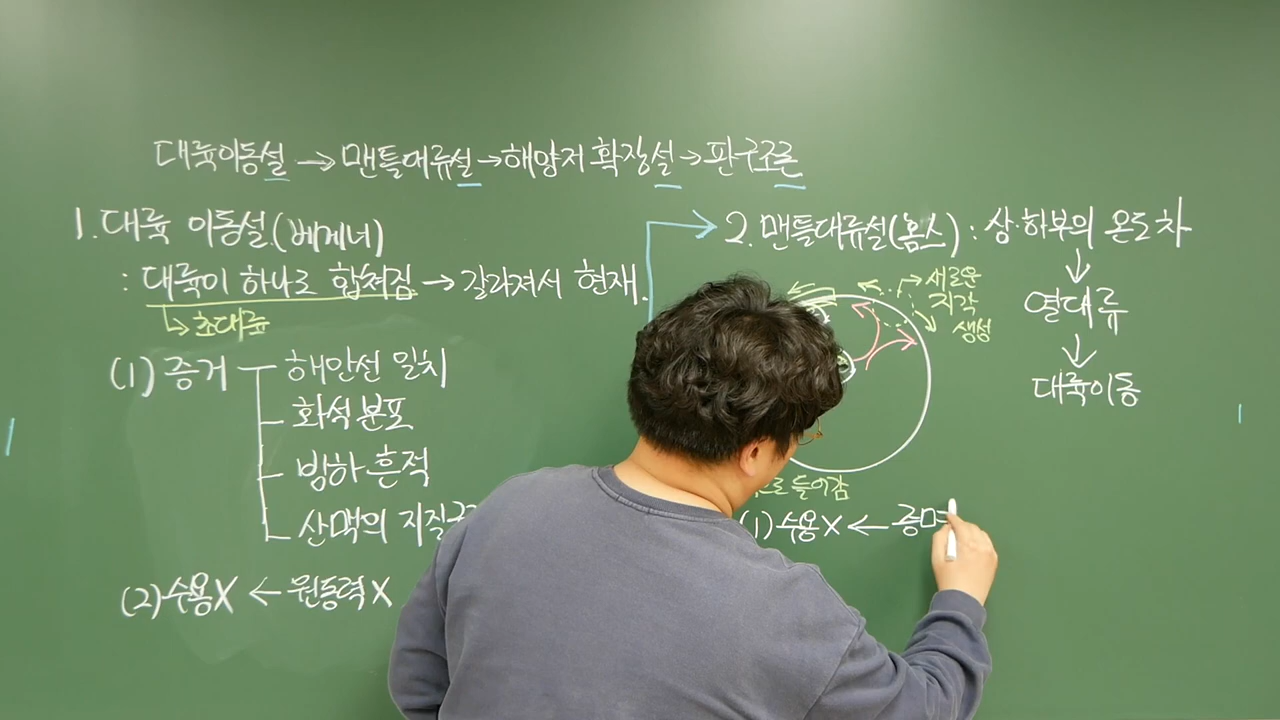 대륙이동설 → 맨틀대류설 → 해양저 확장설 → 판구조론
1. 대륙 이동설.(베게너)
: 대륙이 하나로 합쳐짐 → 갈라져서 현재.
↳ 초대륙
(1) 증거 ─ 해안선 일치
화석 분포
빙하 흔적
산맥의 지질
(2) 수용X ← 원동력 X
2. 맨틀대류설(홈스) : 상·하부의 온도차
↓
열대류
↓
대륙이동
→ 새로운
지각
생성
로 들어감
(1) 수용X ←